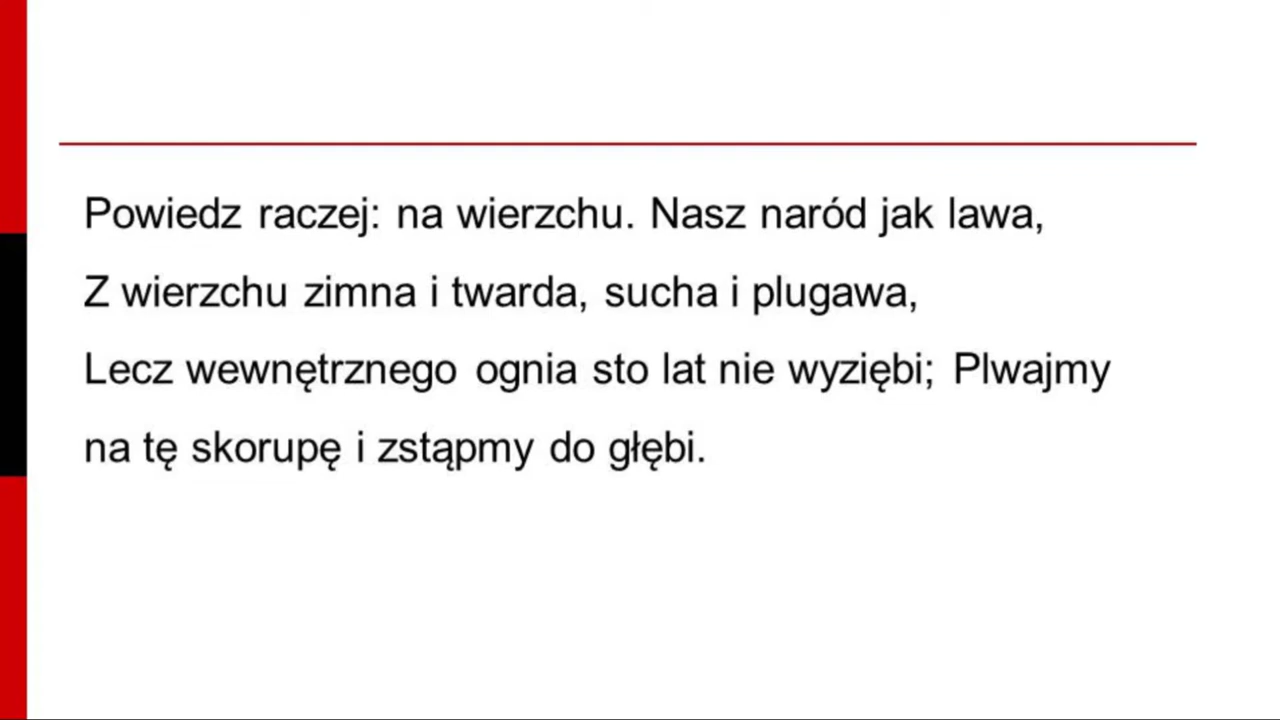 Powiedz raczej: na wierzchu. Nasz naród jak lawa,
Z wierzchu zimna i twarda, sucha i plugawa,
Lecz wewnętrznego ognia sto lat nie wyziębi; Plwajmy
na tę skorupę i zstąpmy do głębi.